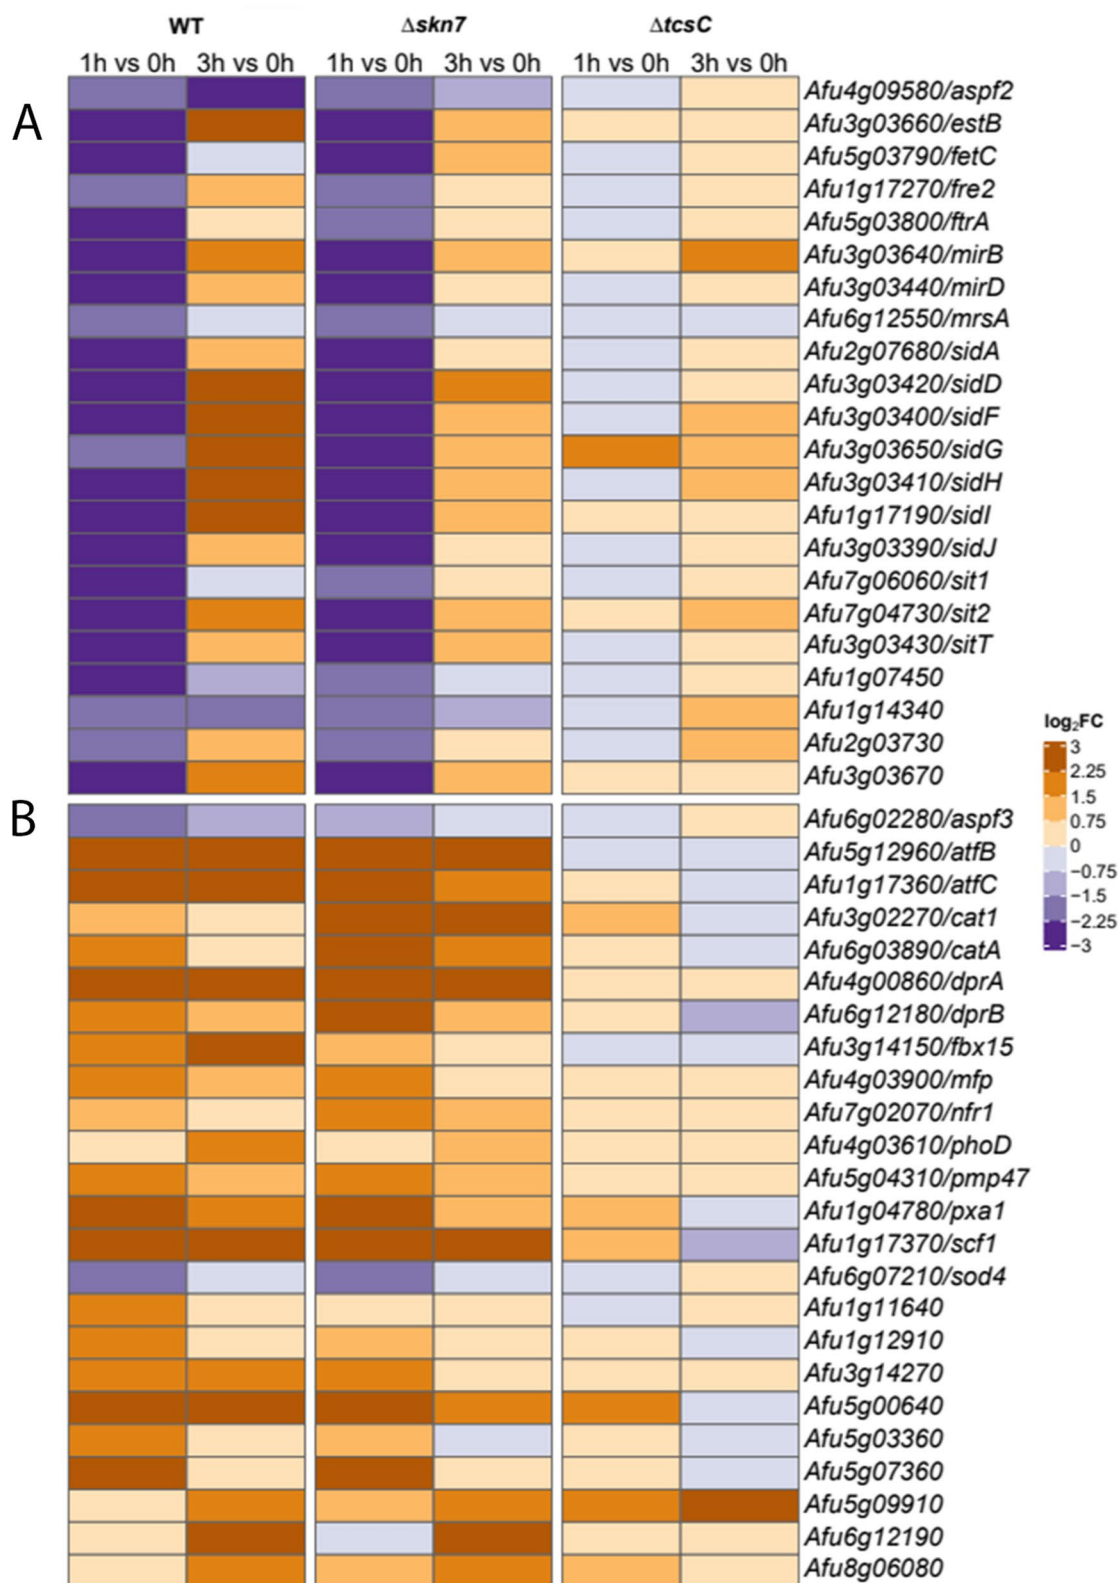 WT ∆skn7 ∆tcsC
1h vs 0h 3h vs 0h 1h vs 0h 3h vs 0h 1h vs 0h 3h vs 0h
A
Afu4g09580/aspf2
Afu3g03660/estB
Afu5g03790/fetC
Afu1g17270/fre2
Afu5g03800/ftrA
Afu3g03640/mirB
Afu3g03440/mirD
Afu6g12550/mrsA
Afu2g07680/sidA
Afu3g03420/sidD
Afu3g03400/sidF
Afu3g03650/sidG
Afu3g03410/sidH
Afu1g17190/sidI
Afu3g03390/sidJ
Afu7g06060/sit1
Afu7g04730/sit2
Afu3g03430/sitT
Afu1g07450
Afu1g14340
Afu2g03730
Afu3g03670
B
Afu6g02280/aspf3
Afu5g12960/atfB
Afu1g17360/atfC
Afu3g02270/cat1
Afu6g03890/catA
Afu4g00860/dprA
Afu6g12180/dprB
Afu3g14150/fbx15
Afu4g03900/mfp
Afu7g02070/nfr1
Afu4g03610/phoD
Afu5g04310/pmp47
Afu1g04780/pxa1
Afu1g17370/scf1
Afu6g07210/sod4
Afu1g11640
Afu1g12910
Afu3g14270
Afu5g00640
Afu5g03360
Afu5g07360
Afu5g09910
Afu6g12190
Afu8g06080
log₂FC
3
2.25
1.5
0.75
0
−0.75
−1.5
−2.25
−3